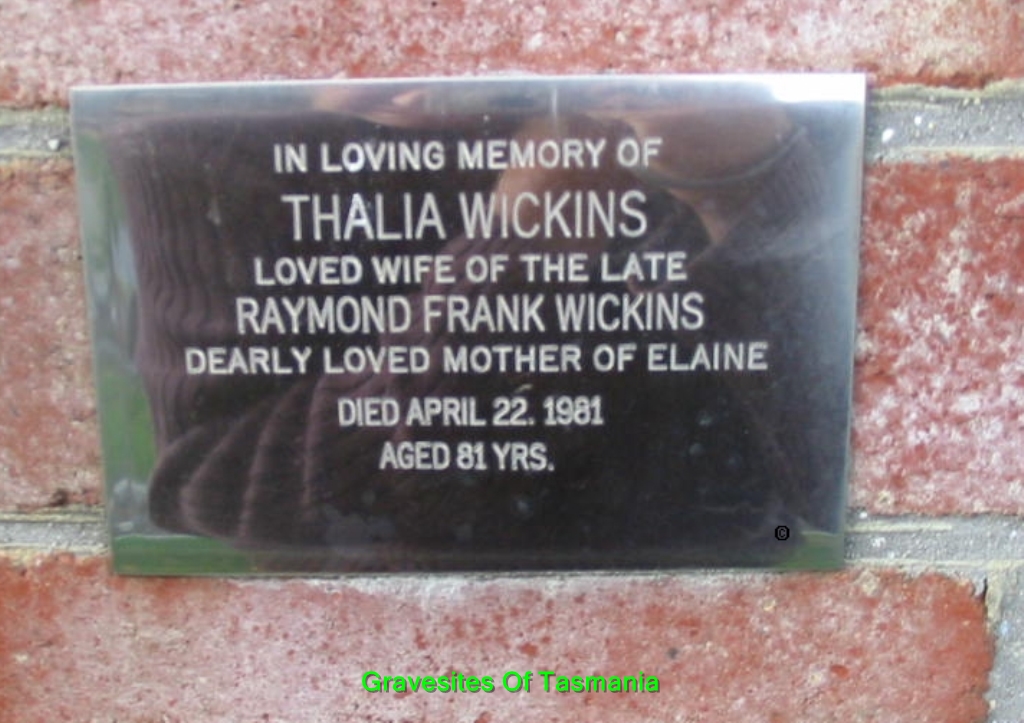 IN LOVING MEMORY OF
THALIA WICKINS
LOVED WIFE OF THE LATE
RAYMOND FRANK WICKINS
DEARLY LOVED MOTHER OF ELAINE
DIED APRIL 22. 1981
AGED 81 YRS.
©
Gravesites Of Tasmania